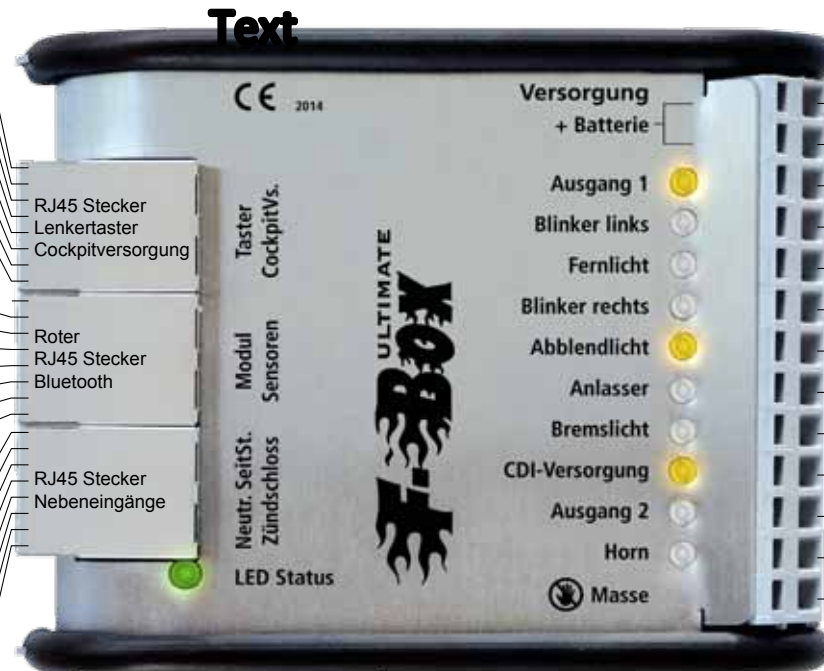 Text
CE 2014
Versorgung
+ Batterie
RJ45 Stecker
Lenkertaster
Cockpitversorgung
Taster
CockpitVs.
Roter
RJ45 Stecker
Bluetooth
Modul
Sensoren
RJ45 Stecker
Nebeneingänge
Neutr. SeitSt.
Zündschloss
LED Status
ULTIMATE
F-BOX
Ausgang 1
Blinker links
Fernlicht
Blinker rechts
Abblendlicht
Anlasser
Bremslicht
CDI-Versorgung
Ausgang 2
Horn
Masse